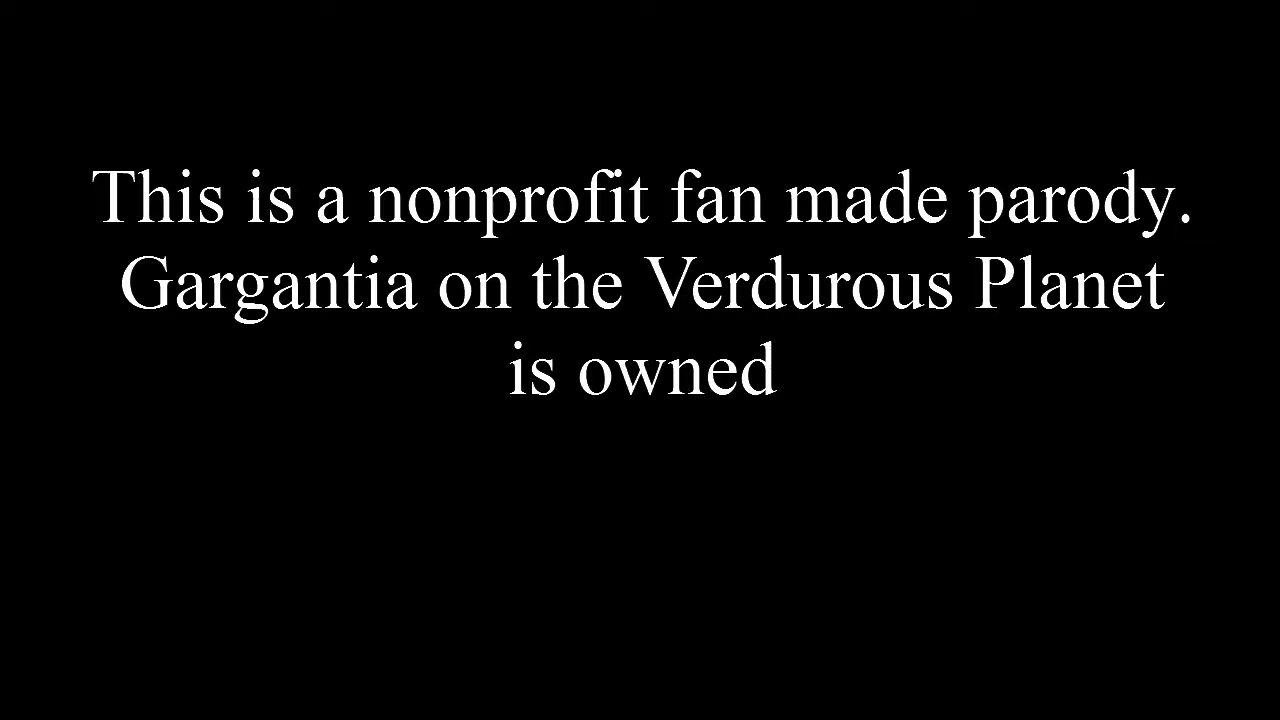 This is a nonprofit fan made parody.
Gargantia on the Verdurous Planet
is owned